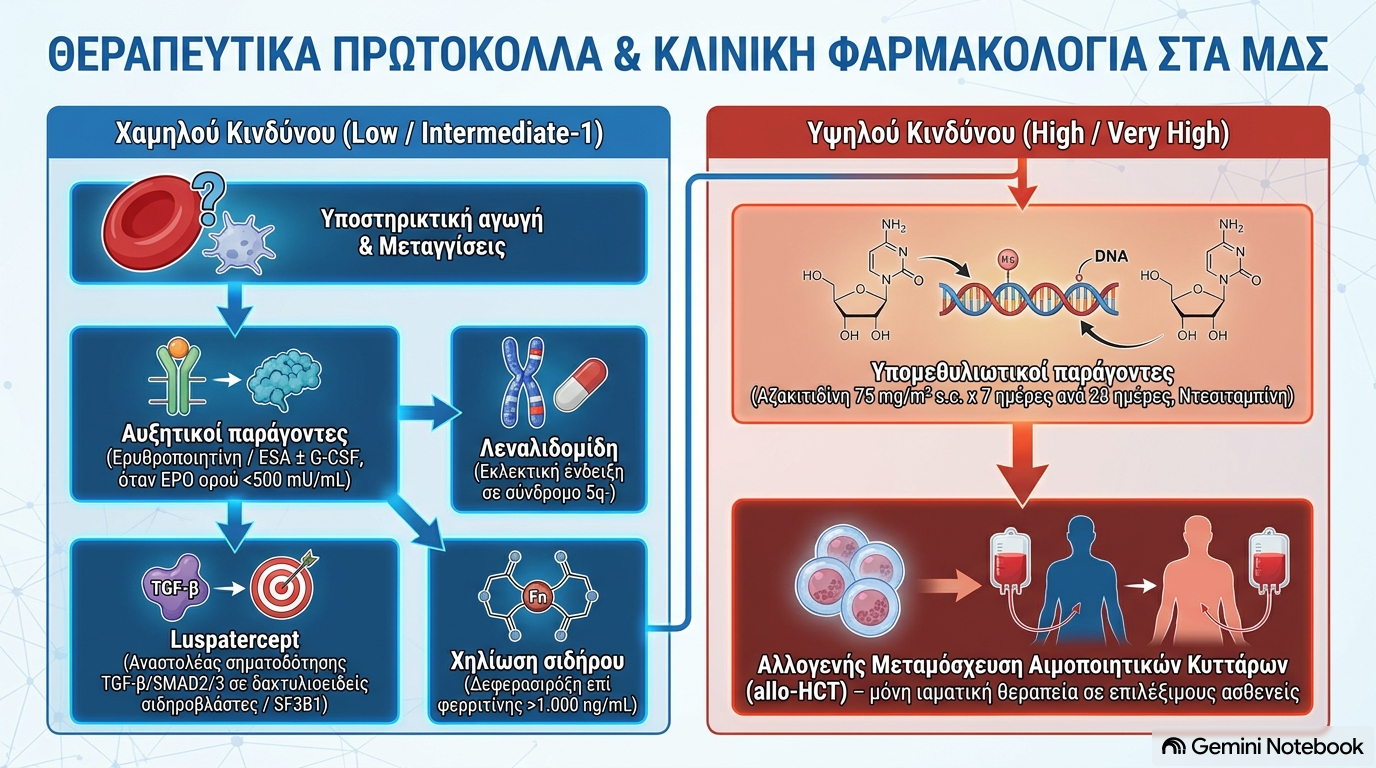 ΘΕΡΑΠΕΥΤΙΚΑ ΠΡΩΤΟΚΟΛΛΑ & ΚΛΙΝΙΚΗ ΦΑΡΜΑΚΟΛΟΓΙΑ ΣΤΑ ΜΔΣ
Χαμηλού Κινδύνου (Low / Intermediate-1)
?
Υποστηρικτική αγωγή
& Μεταγγίσεις
Αυξητικοί παράγοντες
(Ερυθροποιητίνη / ESA ± G-CSF,
όταν EPO ορού <500 mU/mL)
Λεναλιδομίδη
(Εκλεκτική ένδειξη
σε σύνδρομο 5q-)
TGF-β
Luspatercept
(Αναστολέας σηματοδότησης
TGF-β/SMAD2/3 σε δαχτυλιοειδείς
σιδηροβλάστες / SF3B1)
Fn
Χηλίωση σιδήρου
(Δεφερασιρόξη επί
φερριτίνης >1.000 ng/mL)
Υψηλού Κινδύνου (High / Very High)
NH₂
N
N
O
HO
O
OH
OH
Ms
DNA
NH₂
N
N
O
HO
O
OH
OH
Υπομεθυλιωτικοί παράγοντες
(Αζακιτιδίνη 75 mg/m² s.c. x 7 ημέρες ανά 28 ημέρες, Ντεσιταμπίνη)
Αλλογενής Μεταμόσχευση Αιμοποιητικών Κυττάρων
(allo-HCT) – μόνη ιαματική θεραπεία σε επιλέξιμους ασθενείς
Gemini Notebook